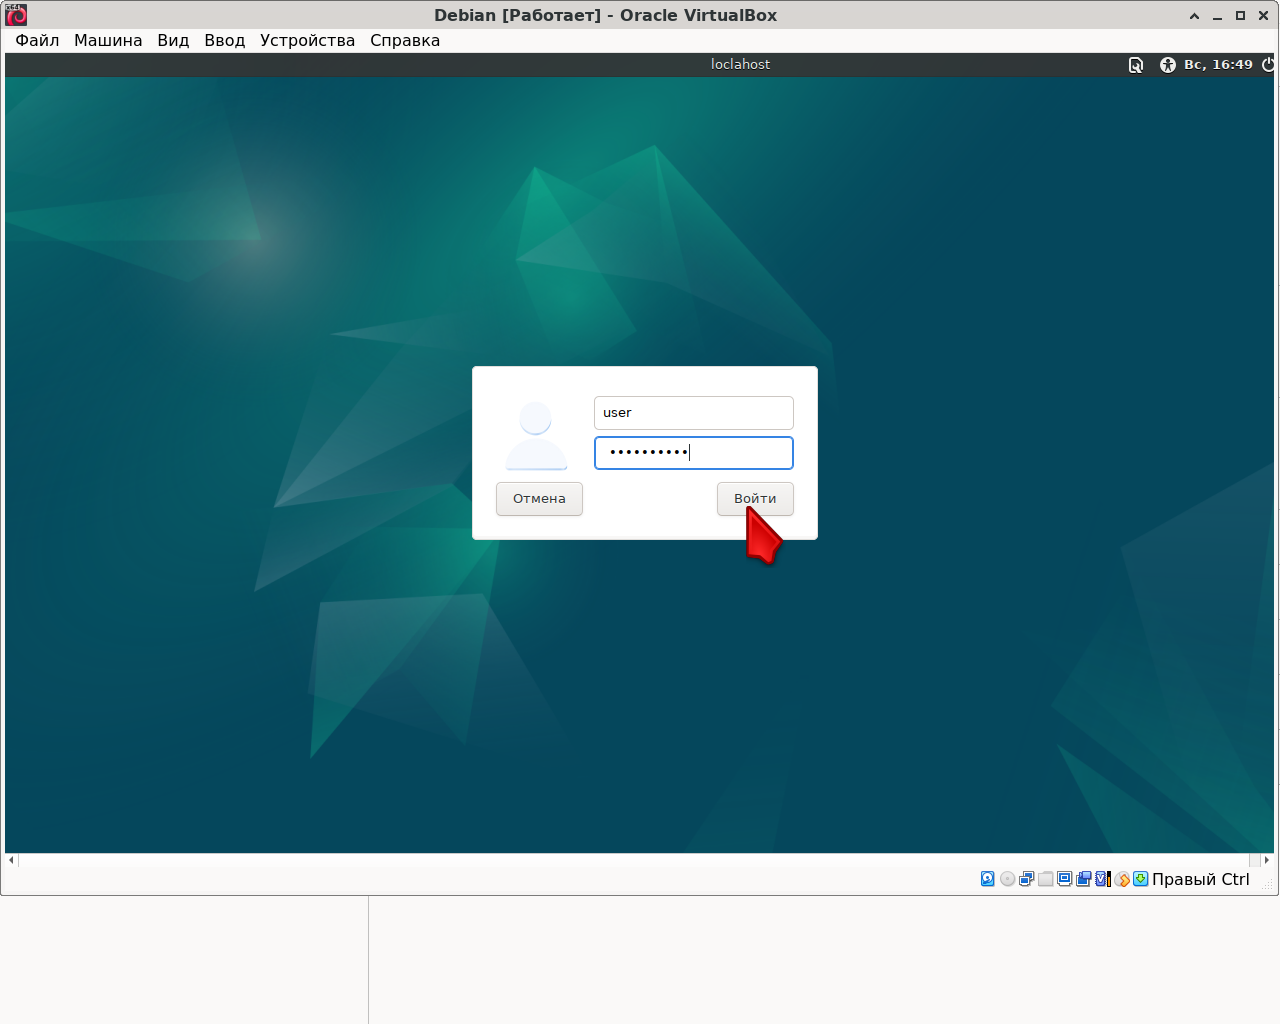 Debian [Работает] - Oracle VirtualBox
Файл Машина Вид Ввод Устройства Справка
loclahost
Вс, 16:49
user
••••••••••
Отмена
Войти
Правый Ctrl